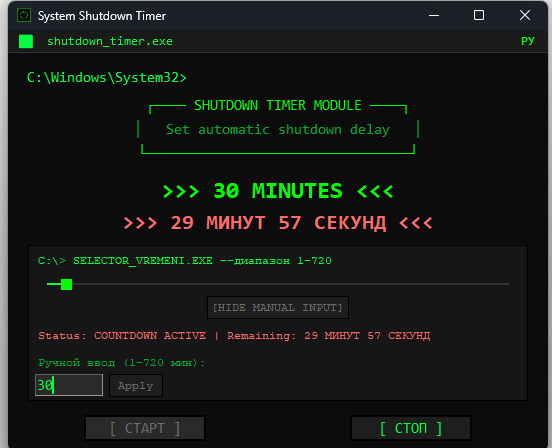 System Shutdown Timer
shutdown_timer.exe РУ
C:\Windows\System32>
SHUTDOWN TIMER MODULE
Set automatic shutdown delay
>>> 30 MINUTES <<<
>>> 29 МИНУТ 57 СЕКУНД <<<
C:\> SELECTOR_VREMENI.EXE --диапазон 1-720
[HIDE MANUAL INPUT]
Status: COUNTDOWN ACTIVE | Remaining: 29 МИНУТ 57 СЕКУНД
Ручной ввод (1-720 мин):
30 Apply
[ СТАРТ ] [ СТОП ]